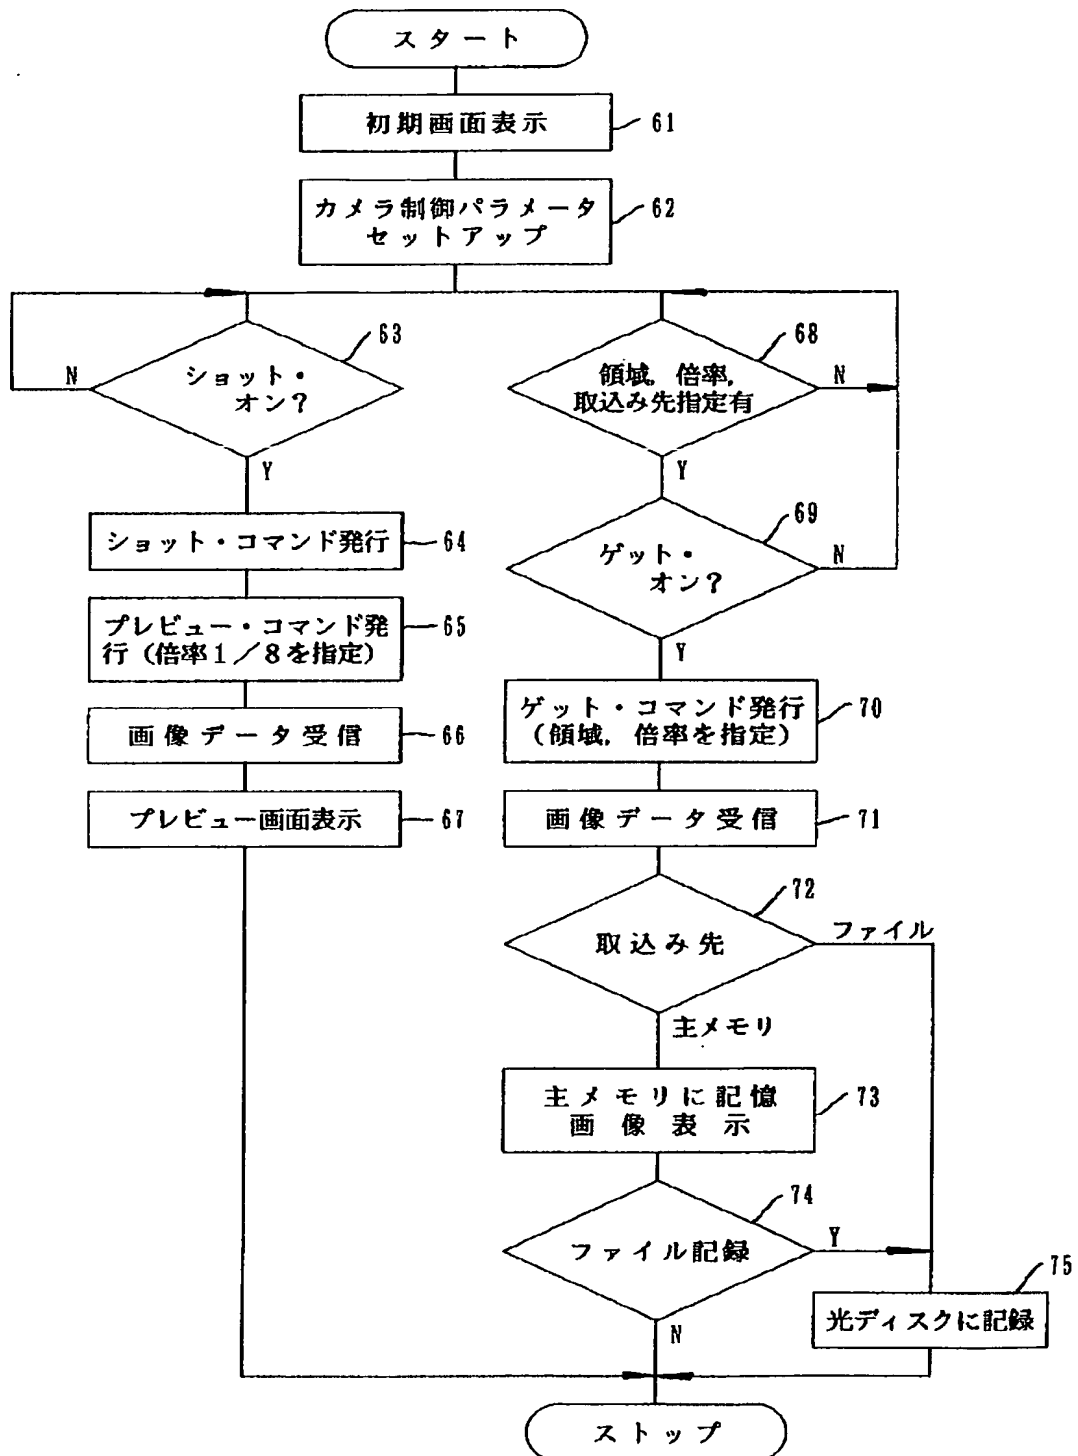 スタート
初期画面表示
61
カメラ制御パラメータ
セットアップ
62
63
N
ショット・
オン?
Y
ショット・コマンド発行
64
プレビュー・コマンド発
行(倍率1/8を指定)
65
画像データ受信
66
プレビュー画面表示
67
68
領域,倍率,
取込み先指定有
N
Y
69
ゲット・
オン?
N
Y
ゲット・コマンド発行
(領域,倍率を指定)
70
画像データ受信
71
72
取込み先
ファイル
主メモリ
主メモリに記憶
画像表示
73
74
ファイル記録
Y
N
75
光ディスクに記録
ストップ